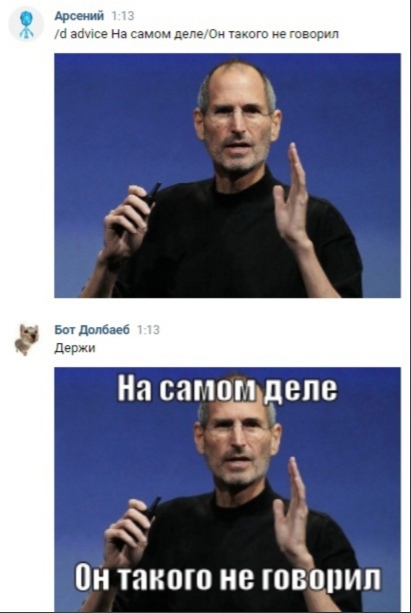 Арсений 1:13
/d advice На самом деле/Он такого не говорил
Бот Долбаеб 1:13
Держи
На самом деле
Он такого не говорил